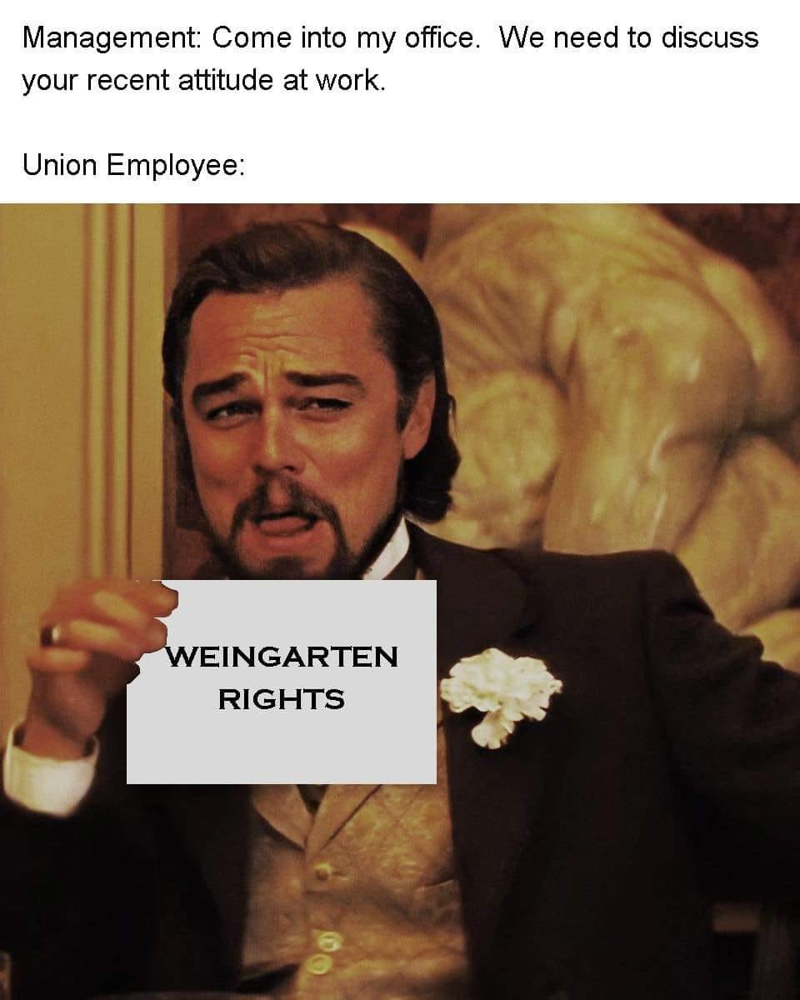 Management: Come into my office.  We need to discuss
your recent attitude at work.
Union Employee:
WEINGARTEN
RIGHTS